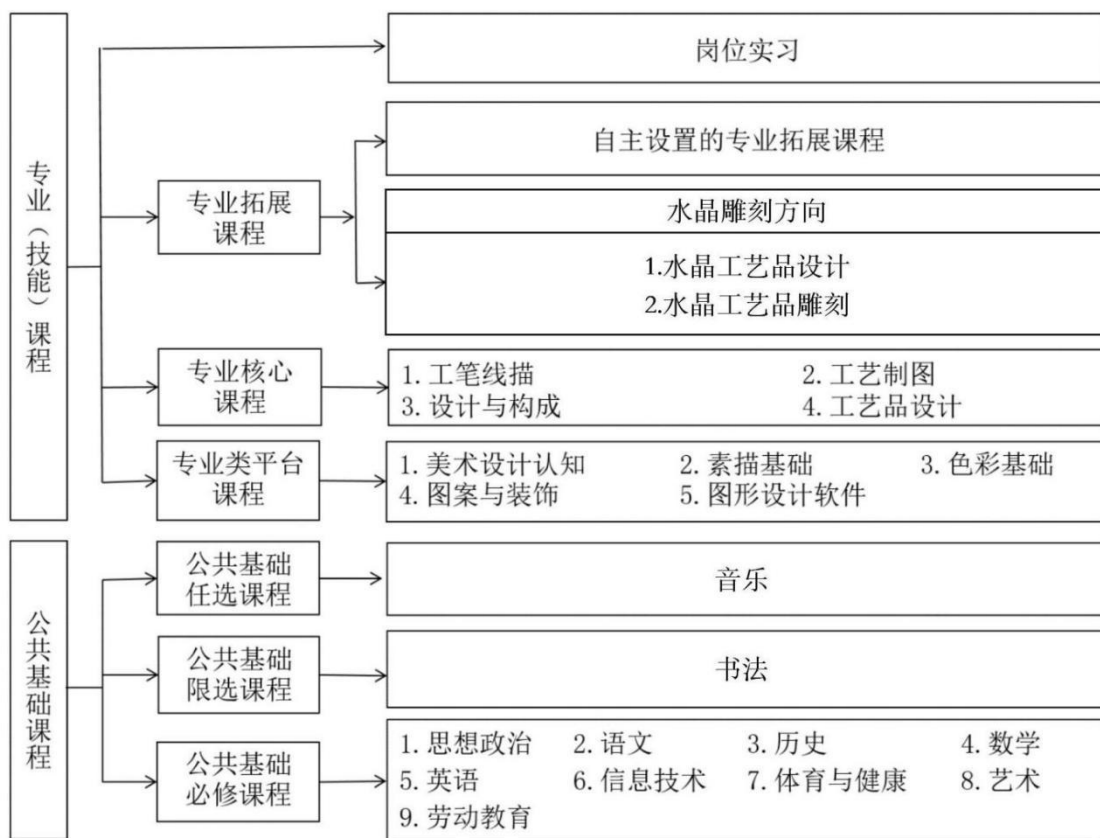 专业（技能）课程
岗位实习
专业拓展
课程
自主设置的专业拓展课程
水晶雕刻方向
1.水晶工艺品设计
2.水晶工艺品雕刻
专业核心
课程
1. 工笔线描 2. 工艺制图
3. 设计与构成 4. 工艺品设计
专业类平台
课程
1. 美术设计认知 2. 素描基础 3. 色彩基础
4. 图案与装饰 5. 图形设计软件
公共基础课程
公共基础
任选课程
音乐
公共基础
限选课程
书法
公共基础
必修课程
1. 思想政治 2. 语文 3. 历史 4. 数学
5. 英语 6. 信息技术 7. 体育与健康 8. 艺术
9. 劳动教育